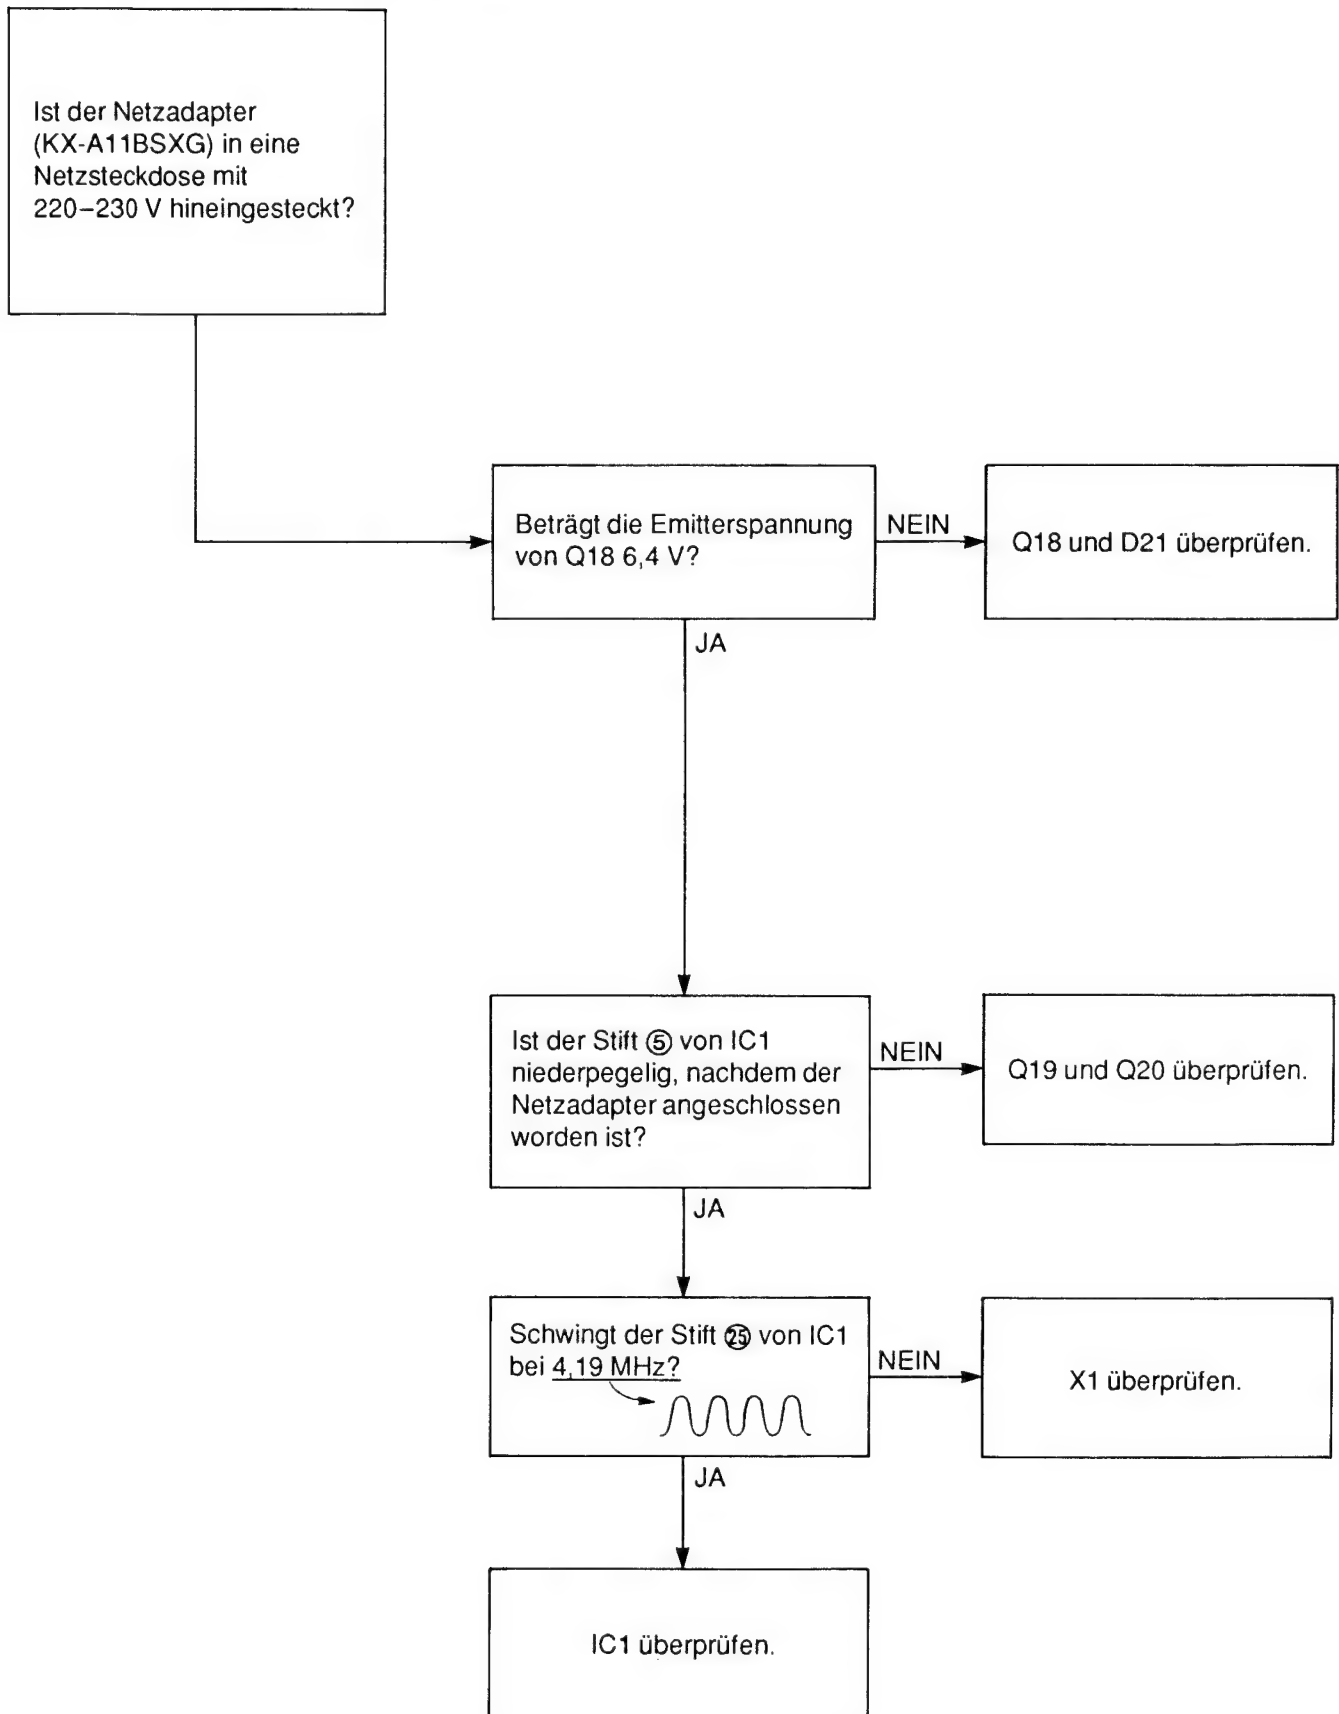 Ist der Netzadapter
(KX-A11BSXG) in eine
Netzsteckdose mit
220–230 V hineingesteckt?
Beträgt die Emitterspannung
von Q18 6,4 V?
NEIN
Q18 und D21 überprüfen.
JA
Ist der Stift ⑤ von IC1
niederpegelig, nachdem der
Netzadapter angeschlossen
worden ist?
NEIN
Q19 und Q20 überprüfen.
JA
Schwingt der Stift ㉕ von IC1
bei 4,19 MHz?
NEIN
X1 überprüfen.
JA
IC1 überprüfen.